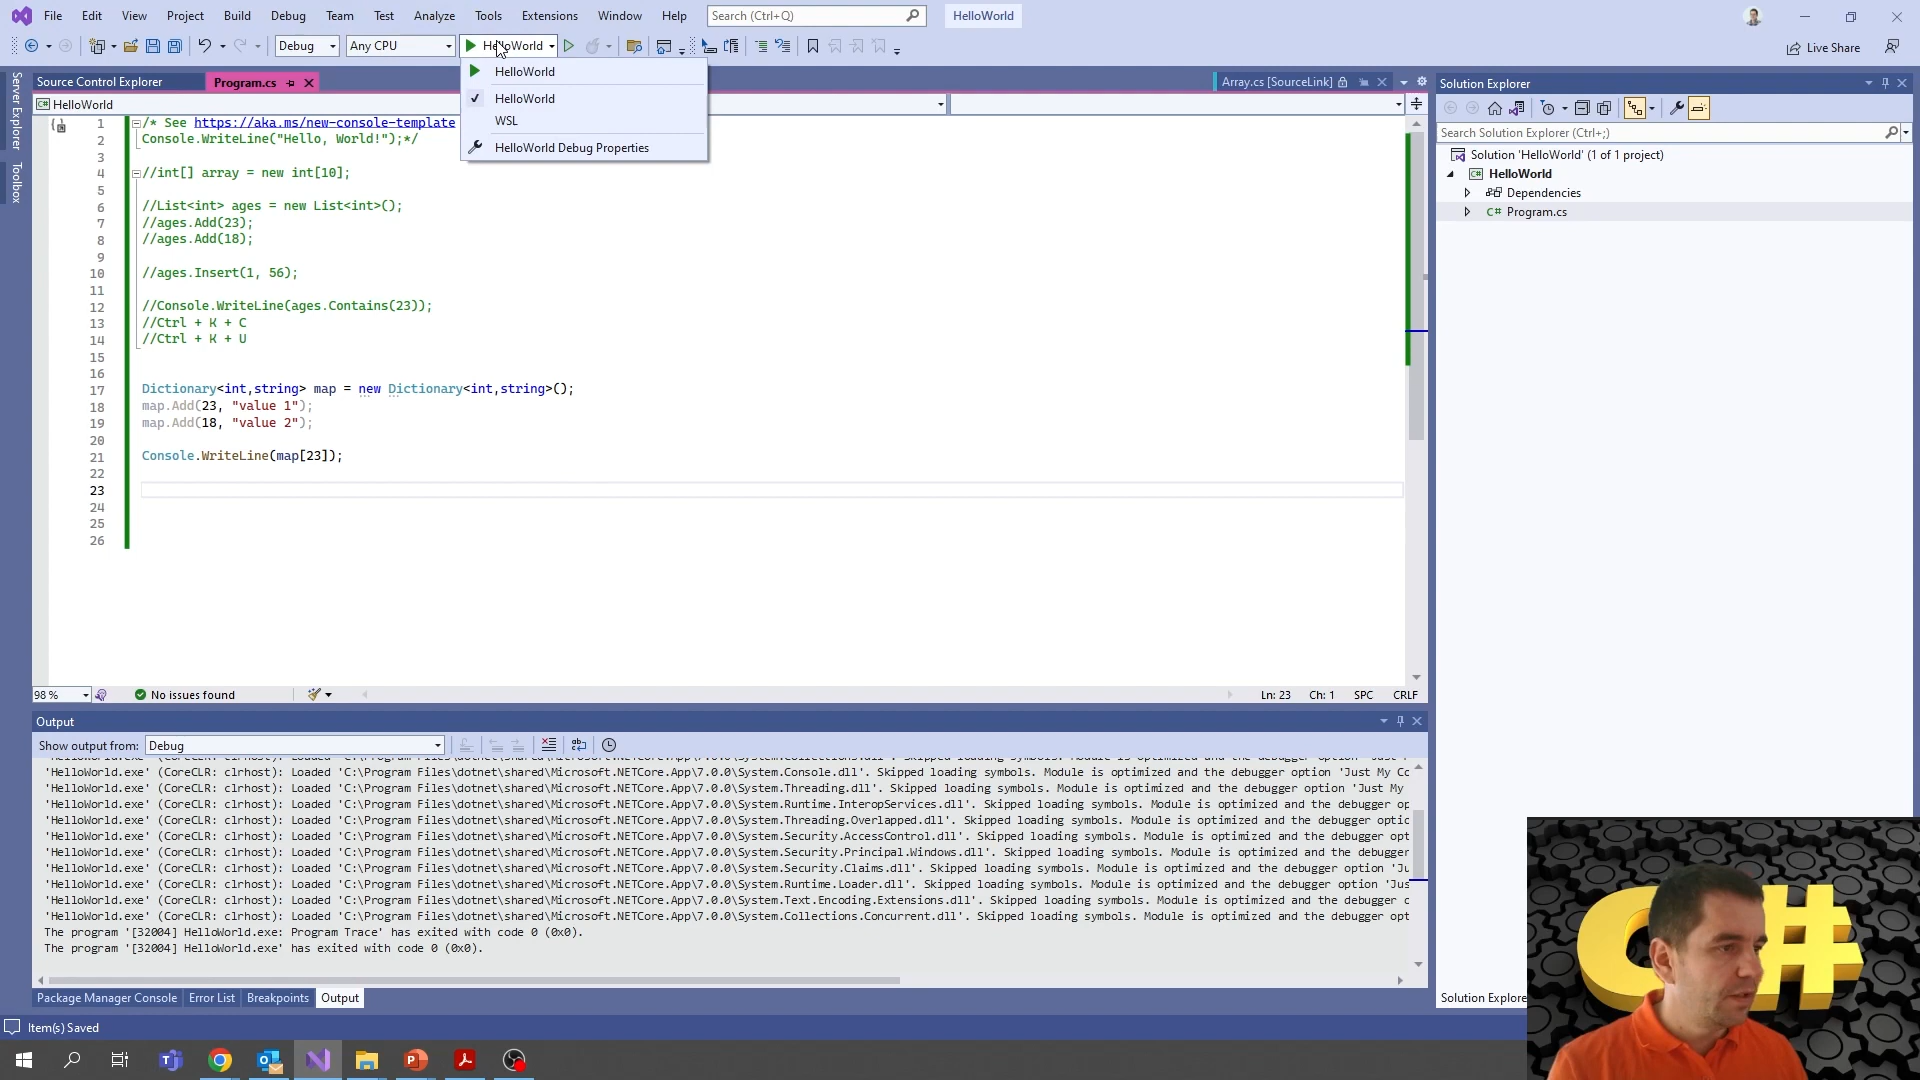 File Edit View Project Build Debug Team Test Analyze Tools Extensions Window Help Search (Ctrl+Q) HelloWorld
Debug Any CPU HelloWorld Live Share
Server Explorer
Toolbox
Source Control Explorer Program.cs Array.cs [SourceLink]
HelloWorld
HelloWorld
HelloWorld
WSL
HelloWorld Debug Properties
1 /* See https://aka.ms/new-console-template
2 Console.WriteLine("Hello, World!");*/
3
4 //int[] array = new int[10];
5
6 //List<int> ages = new List<int>();
7 //ages.Add(23);
8 //ages.Add(18);
9
10 //ages.Insert(1, 56);
11
12 //Console.WriteLine(ages.Contains(23));
13 //Ctrl + K + C
14 //Ctrl + K + U
15
16
17 Dictionary<int,string> map = new Dictionary<int,string>();
18 map.Add(23, "value 1");
19 map.Add(18, "value 2");
20
21 Console.WriteLine(map[23]);
22
23
24
25
26
98 % No issues found Ln: 23 Ch: 1 SPC CRLF
Solution Explorer
Search Solution Explorer (Ctrl+;)
Solution 'HelloWorld' (1 of 1 project)
HelloWorld
Dependencies
Program.cs
Output
Show output from: Debug
'HelloWorld.exe' (CoreCLR: clrhost): Loaded 'C:\Program Files\dotnet\shared\Microsoft.NETCore.App\7.0.0\System.Console.dll'. Skipped loading symbols. Module is optimized and the debugger option 'Just My Co
'HelloWorld.exe' (CoreCLR: clrhost): Loaded 'C:\Program Files\dotnet\shared\Microsoft.NETCore.App\7.0.0\System.Threading.dll'. Skipped loading symbols. Module is optimized and the debugger option 'Just My
'HelloWorld.exe' (CoreCLR: clrhost): Loaded 'C:\Program Files\dotnet\shared\Microsoft.NETCore.App\7.0.0\System.Runtime.InteropServices.dll'. Skipped loading symbols. Module is optimized and the debugger op
'HelloWorld.exe' (CoreCLR: clrhost): Loaded 'C:\Program Files\dotnet\shared\Microsoft.NETCore.App\7.0.0\System.Threading.Overlapped.dll'. Skipped loading symbols. Module is optimized and the debugger optic
'HelloWorld.exe' (CoreCLR: clrhost): Loaded 'C:\Program Files\dotnet\shared\Microsoft.NETCore.App\7.0.0\System.Security.AccessControl.dll'. Skipped loading symbols. Module is optimized and the debugger opt
'HelloWorld.exe' (CoreCLR: clrhost): Loaded 'C:\Program Files\dotnet\shared\Microsoft.NETCore.App\7.0.0\System.Security.Principal.Windows.dll'. Skipped loading symbols. Module is optimized and the debugger
'HelloWorld.exe' (CoreCLR: clrhost): Loaded 'C:\Program Files\dotnet\shared\Microsoft.NETCore.App\7.0.0\System.Security.Claims.dll'. Skipped loading symbols. Module is optimized and the debugger option 'Ju
'HelloWorld.exe' (CoreCLR: clrhost): Loaded 'C:\Program Files\dotnet\shared\Microsoft.NETCore.App\7.0.0\System.Runtime.Loader.dll'. Skipped loading symbols. Module is optimized and the debugger option 'Jus
'HelloWorld.exe' (CoreCLR: clrhost): Loaded 'C:\Program Files\dotnet\shared\Microsoft.NETCore.App\7.0.0\System.Text.Encoding.Extensions.dll'. Skipped loading symbols. Module is optimized and the debugger o
'HelloWorld.exe' (CoreCLR: clrhost): Loaded 'C:\Program Files\dotnet\shared\Microsoft.NETCore.App\7.0.0\System.Collections.Concurrent.dll'. Skipped loading symbols. Module is optimized and the debugger opt
The program '[32004] HelloWorld.exe: Program Trace' has exited with code 0 (0x0).
The program '[32004] HelloWorld.exe' has exited with code 0 (0x0).
Package Manager Console Error List Breakpoints Output Solution Explore
Item(s) Saved
C#